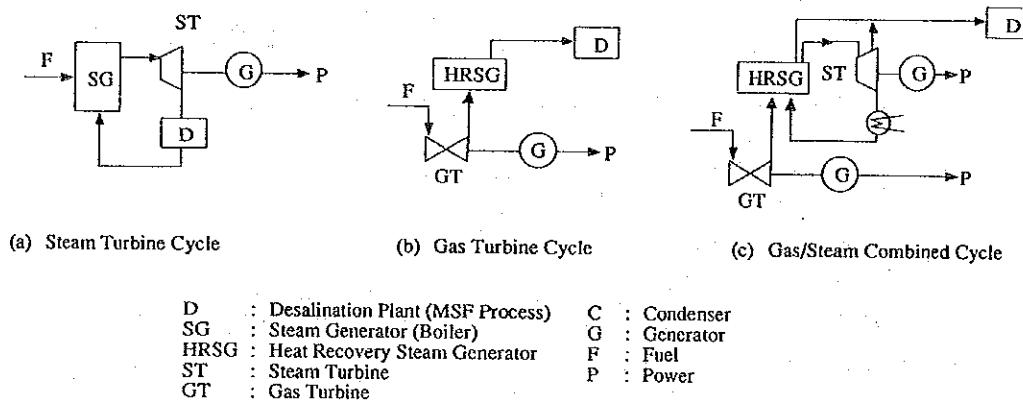 ST
F
SG
G
P
D
D
HRSG
F
G
P
GT
D
HRSG
ST
G
P
F
G
P
GT
(a) Steam Turbine Cycle
(b) Gas Turbine Cycle
(c) Gas/Steam Combined Cycle
D : Desalination Plant (MSF Process)
SG : Steam Generator (Boiler)
HRSG : Heat Recovery Steam Generator
ST : Steam Turbine
GT : Gas Turbine
C : Condenser
G : Generator
F : Fuel
P : Power